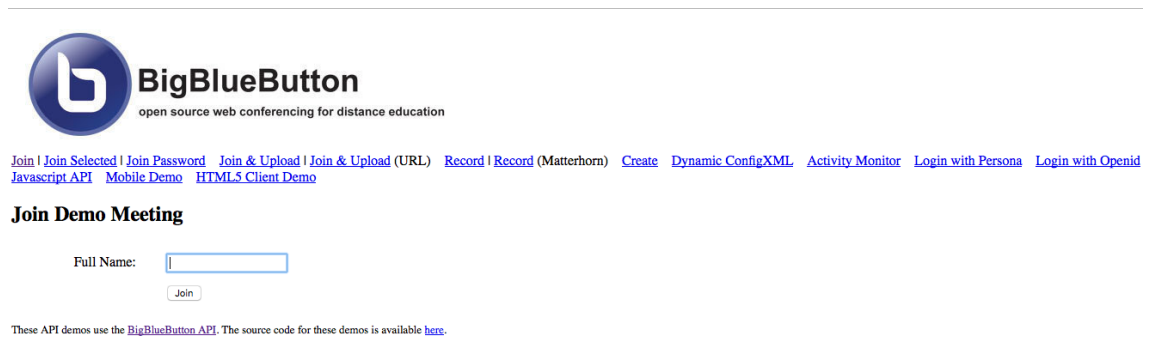 BigBlueButton
open source web conferencing for distance education
Join | Join Selected | Join Password Join & Upload | Join & Upload (URL) Record | Record (Matterhorn) Create Dynamic ConfigXML Activity Monitor Login with Persona Login with Openid
Javascript API Mobile Demo HTML5 Client Demo
Join Demo Meeting
Full Name:
Join
These API demos use the BigBlueButton API. The source code for these demos is available here.